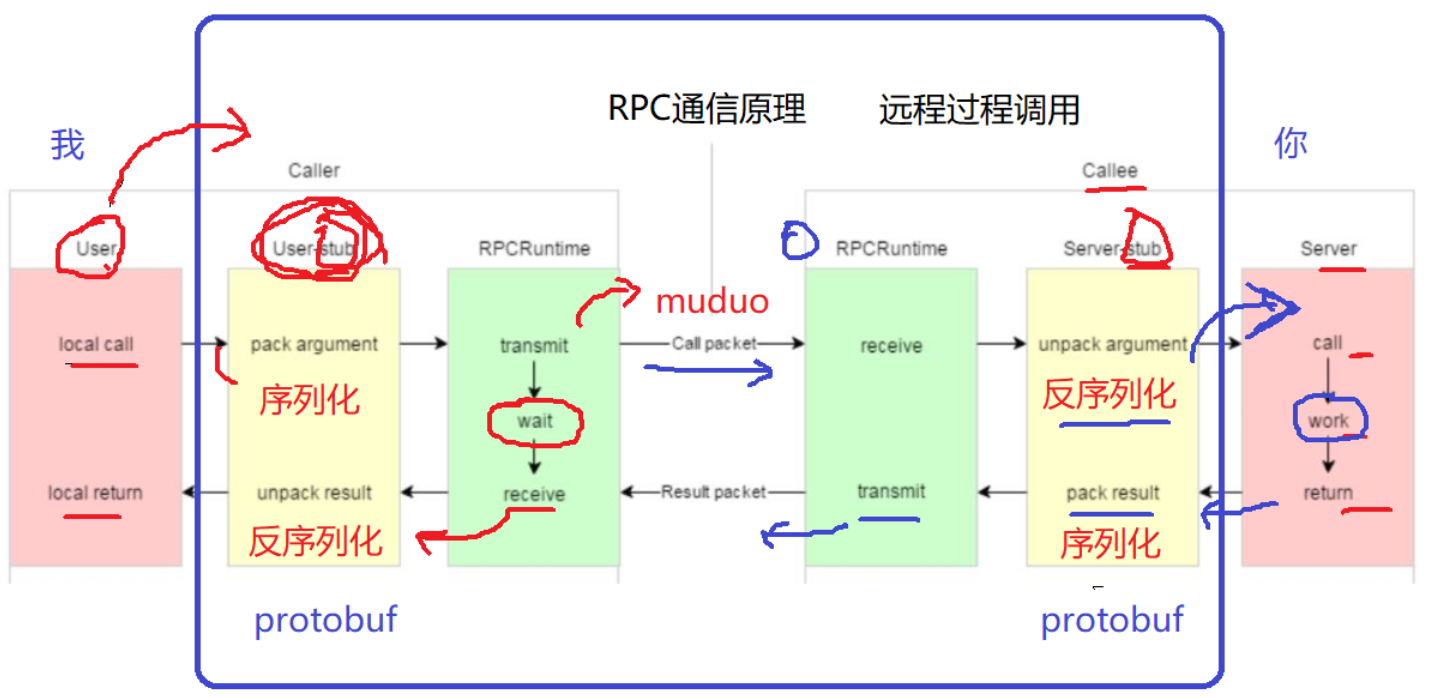 RPC通信原理 远程过程调用
我
你
Caller
Callee
User
User-stub
RPCRuntime
RPCRuntime
Server-stub
Server
muduo
local call
pack argument
transmit
Call packet
receive
unpack argument
call
序列化
反序列化
wait
work
local return
unpack result
receive
Result packet
transmit
pack result
return
反序列化
序列化
protobuf
protobuf